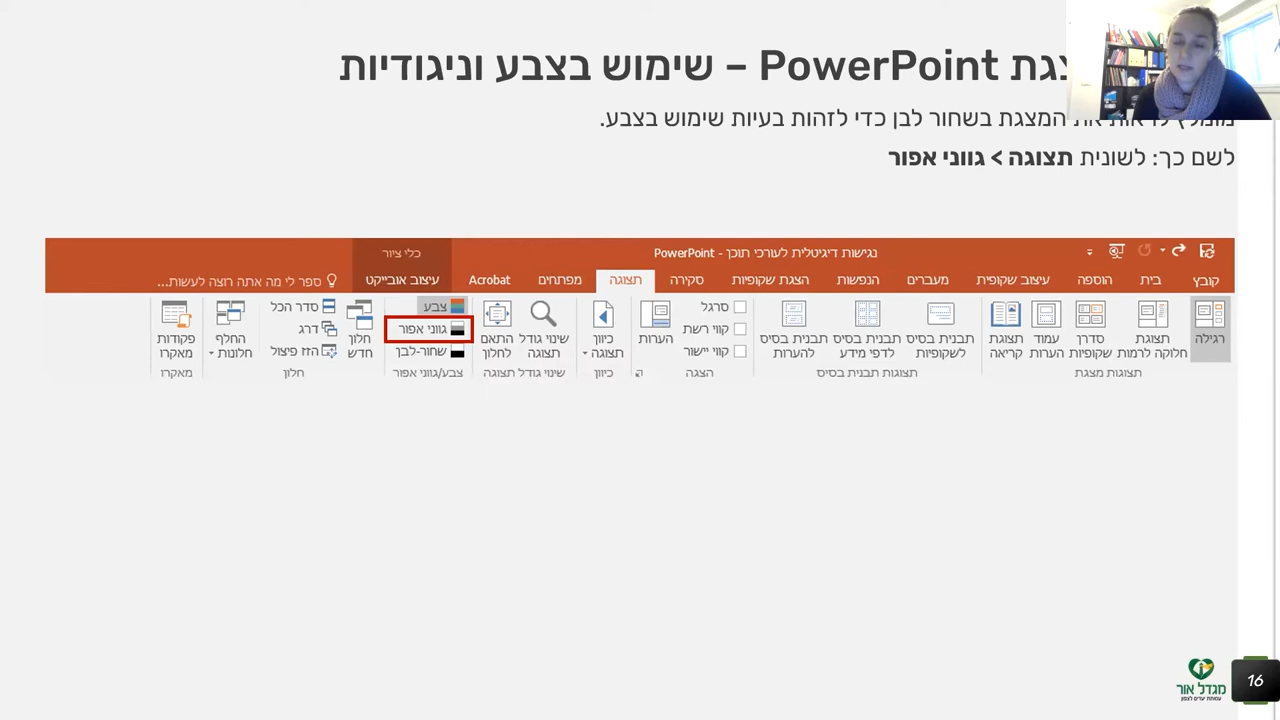 PowerPoint – שימוש בצבע וניגודיות
את המצגת בשחור לבן כדי לזהות בעיות שימוש בצבע.
לשם כך: לשונית תצוגה > גווני אפור
כלי ציור
נגישות דיגיטלית לעורכי תוכן - PowerPoint
קובץ בית הוספה עיצוב שקופית מעברים הנפשות הצגת שקופיות סקירה תצוגה מפתחים Acrobat עיצוב אובייקט ספר לי מה אתה רוצה לעשות...
רגילה
תצוגת חלוקה לרמות
סדרן שקופיות
עמוד הערות
תצוגת קריאה
תצוגות מצגת
תבנית בסיס לשקופיות
תבנית בסיס לדפי מידע
תבנית בסיס להערות
תצוגות תבנית בסיס
סרגל
קווי רשת
קווי יישור
הצגה
הערות
כיוון תצוגה
כיוון
שינוי גודל תצוגה
התאם לחלון
שינוי גודל תצוגה
צבע
גווני אפור
שחור-לבן
צבע/גווני אפור
חלון חדש
סדר הכל
דרג
הזז פיצול
החלף חלונות
חלון
פקודות מאקרו
מאקרו
מגדל אור
16